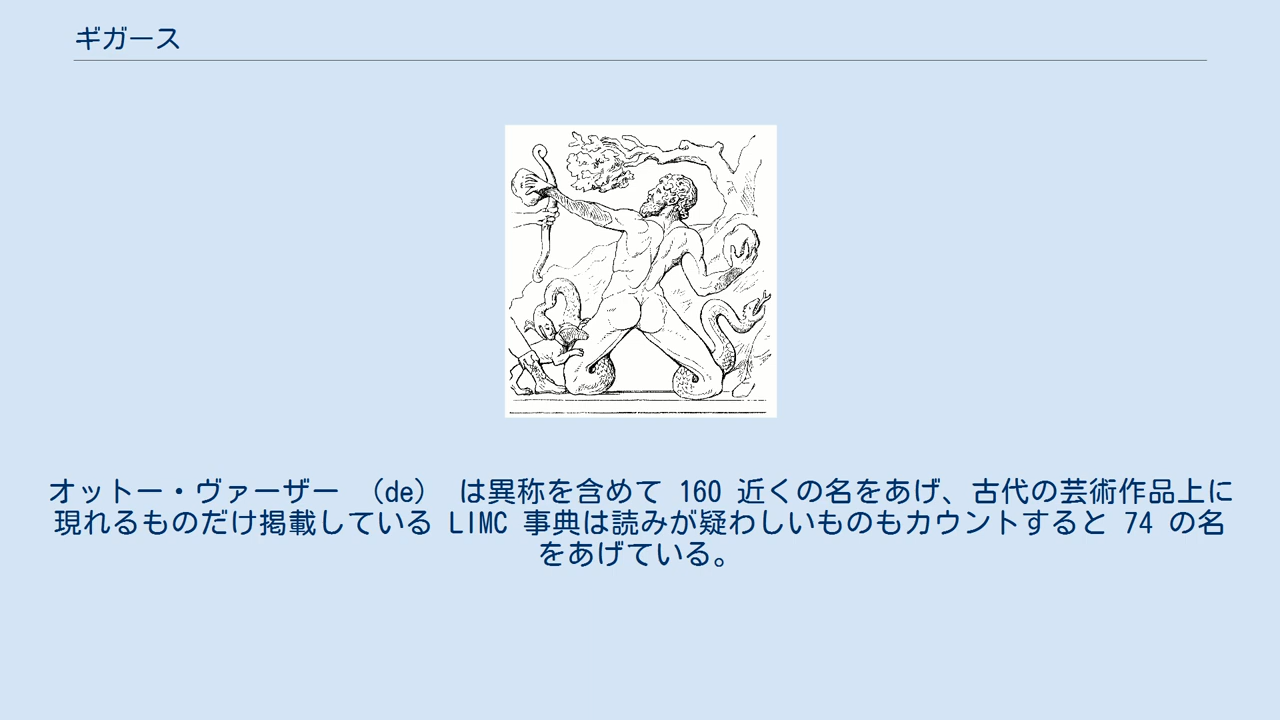 ギガース
オットー・ヴァーザー （de） は異称を含めて 160 近くの名をあげ、古代の芸術作品上に
現れるものだけ掲載している LIMC 事典は読みが疑わしいものもカウントすると 74 の名
をあげている。